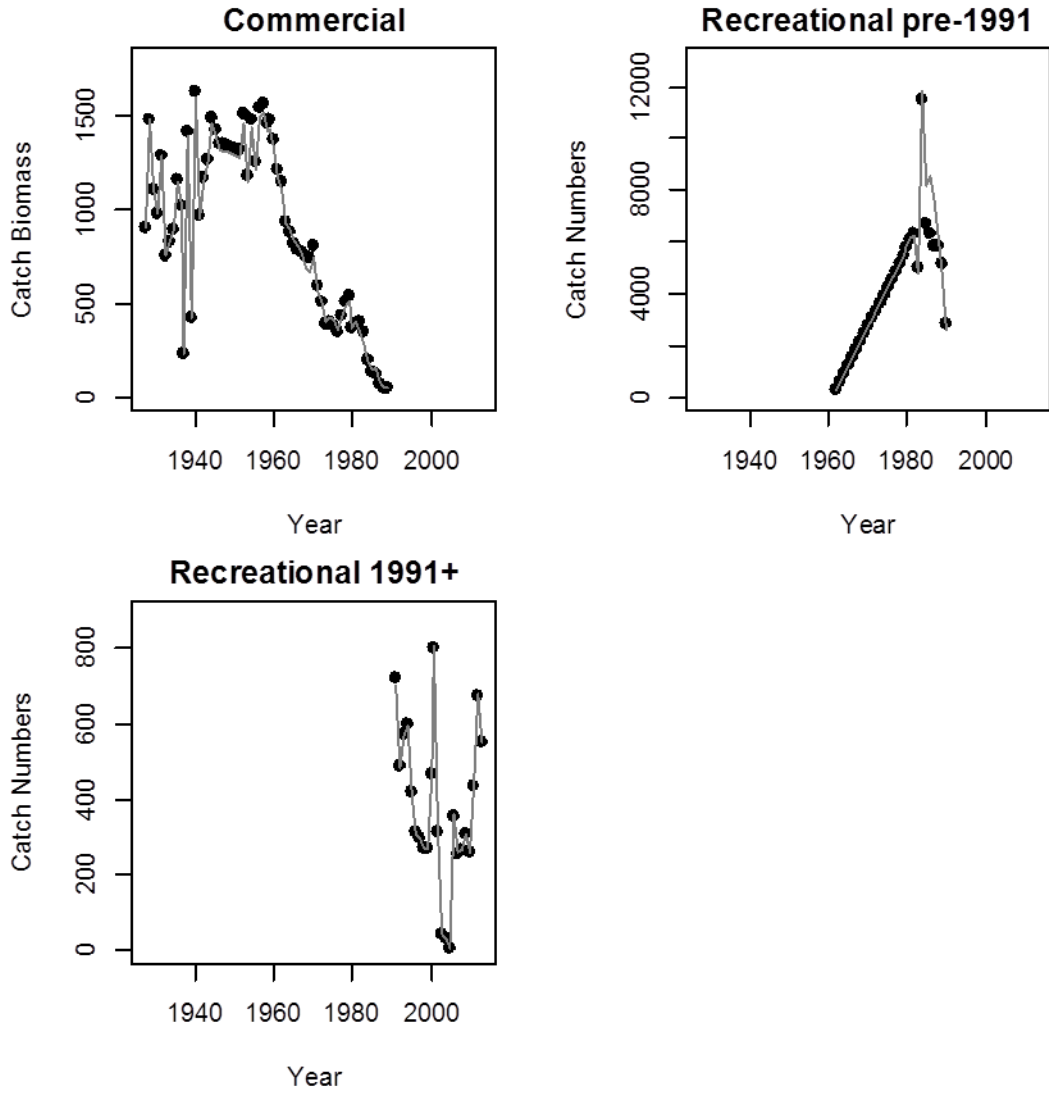 Commercial
Catch Biomass
1500
1000
500
0
1940 1960 1980 2000
Year
Recreational pre-1991
Catch Numbers
12000
8000
4000
0
1940 1960 1980 2000
Year
Recreational 1991+
Catch Numbers
800
600
400
200
0
1940 1960 1980 2000
Year